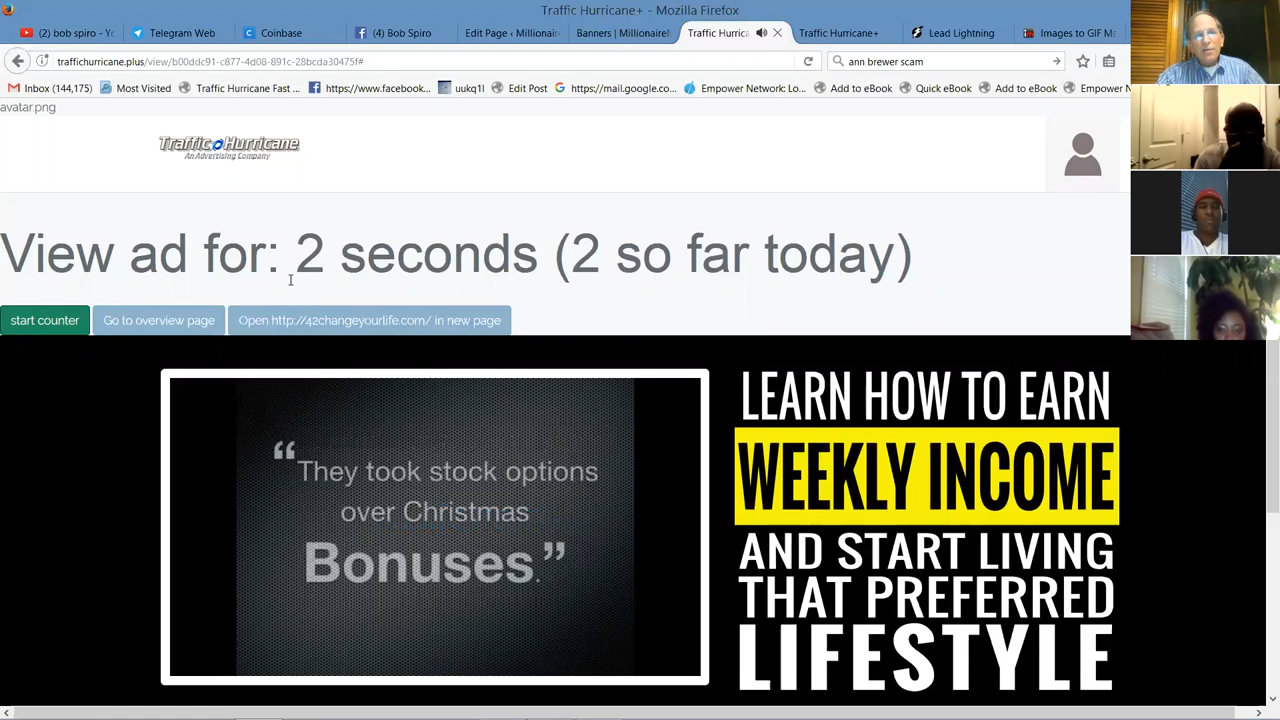 Traffic Hurricane+ - Mozilla Firefox
(2) bob spiro - Yo
Telegram Web
Coinbase
(4) Bob Spiro
Edit Page ‹ Millionair
Banners | Millionaire!
Traffic Hurrica
Traffic Hurricane+
Lead Lightning
Images to GIF Ma
traffichurricane.plus/view/b00ddc91-c877-4d08-891c-28bcda30475f#
ann brewer scam
Inbox (144,175)
Most Visited
Traffic Hurricane Fast ...
https://www.facebook...
uukq1l
Edit Post
https://mail.google.co...
Empower Network: Lo...
Add to eBook
Quick eBook
Add to eBook
Empower Netwo
avatar.png
Traffic Hurricane
An Advertising Company
View ad for: 2 seconds (2 so far today)
start counter
Go to overview page
Open http://42changeyourlife.com/ in new page
“They took stock options
over Christmas
Bonuses.”
LEARN HOW TO EARN
WEEKLY INCOME
AND START LIVING
THAT PREFERRED
LIFESTYLE